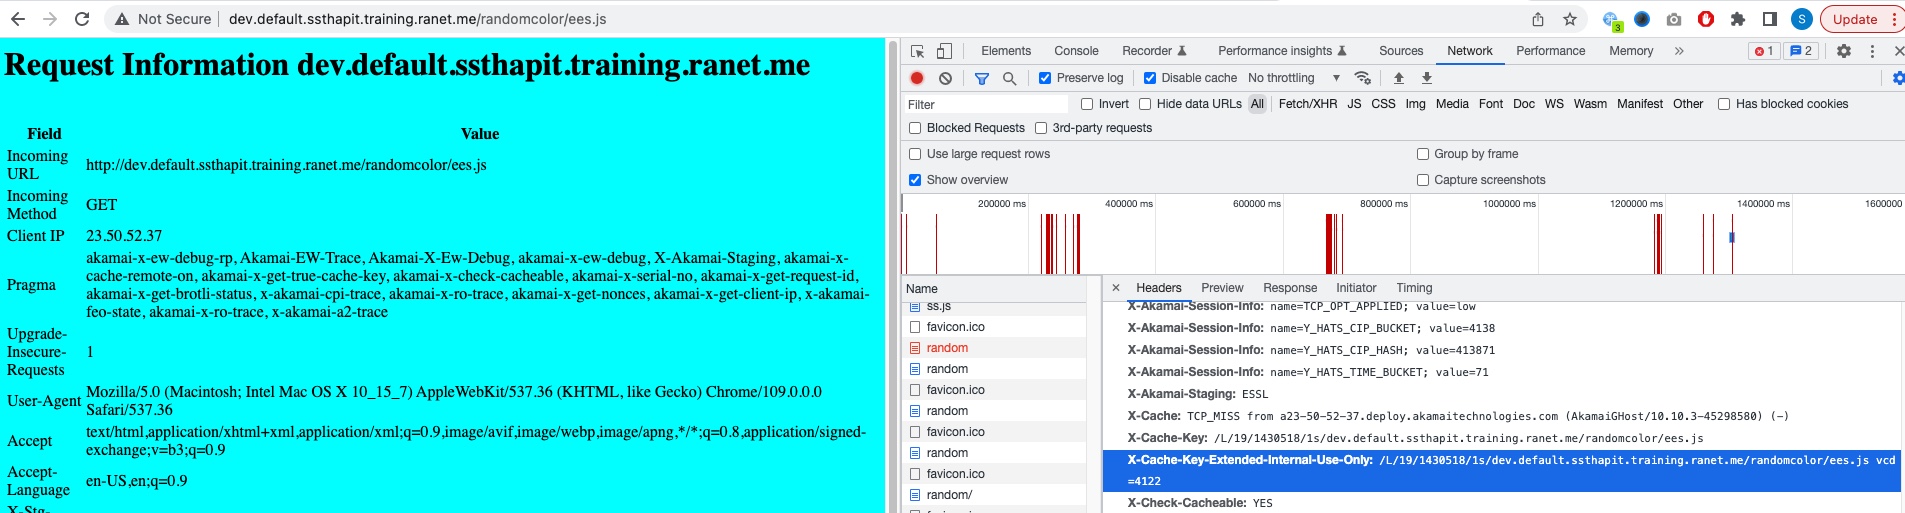 Not Secure | dev.default.ssthapit.training.ranet.me/randomcolor/ees.js
3
S
Update
Request Information dev.default.ssthapit.training.ranet.me
Field Value
Incoming URL http://dev.default.ssthapit.training.ranet.me/randomcolor/ees.js
Incoming Method GET
Client IP 23.50.52.37
Pragma
akamai-x-ew-debug-rp, Akamai-EW-Trace, Akamai-X-Ew-Debug, akamai-x-ew-debug, X-Akamai-Staging, akamai-x-
cache-remote-on, akamai-x-get-true-cache-key, akamai-x-check-cacheable, akamai-x-serial-no, akamai-x-get-request-id,
akamai-x-get-brotli-status, x-akamai-cpi-trace, akamai-x-ro-trace, akamai-x-get-nonces, akamai-x-get-client-ip, x-akamai-
feo-state, akamai-x-ro-trace, x-akamai-a2-trace
Upgrade-
Insecure-
Requests
1
User-Agent
Mozilla/5.0 (Macintosh; Intel Mac OS X 10_15_7) AppleWebKit/537.36 (KHTML, like Gecko) Chrome/109.0.0.0
Safari/537.36
Accept
text/html,application/xhtml+xml,application/xml;q=0.9,image/avif,image/webp,image/apng,*/*;q=0.8,application/signed-
exchange;v=b3;q=0.9
Accept-
Language
en-US,en;q=0.9
X-Stg-
Elements Console Recorder Performance insights Sources Network Performance Memory » 1 2
Preserve log Disable cache No throttling
Filter Invert Hide data URLs All Fetch/XHR JS CSS Img Media Font Doc WS Wasm Manifest Other Has blocked cookies
Blocked Requests 3rd-party requests
Use large request rows Group by frame
Show overview Capture screenshots
200000 ms 400000 ms 600000 ms 800000 ms 1000000 ms 1200000 ms 1400000 ms 1600000
Name
ss.js
favicon.ico
random
random
favicon.ico
random
favicon.ico
random
favicon.ico
random/
× Headers Preview Response Initiator Timing
X-Akamai-Session-Info: name=TCP_OPT_APPLIED; value=low
X-Akamai-Session-Info: name=Y_HATS_CIP_BUCKET; value=4138
X-Akamai-Session-Info: name=Y_HATS_CIP_HASH; value=413871
X-Akamai-Session-Info: name=Y_HATS_TIME_BUCKET; value=71
X-Akamai-Staging: ESSL
X-Cache: TCP_MISS from a23-50-52-37.deploy.akamaitechnologies.com (AkamaiGHost/10.10.3-45298580) (-)
X-Cache-Key: /L/19/1430518/1s/dev.default.ssthapit.training.ranet.me/randomcolor/ees.js
X-Cache-Key-Extended-Internal-Use-Only: /L/19/1430518/1s/dev.default.ssthapit.training.ranet.me/randomcolor/ees.js vcd
=4122
X-Check-Cacheable: YES